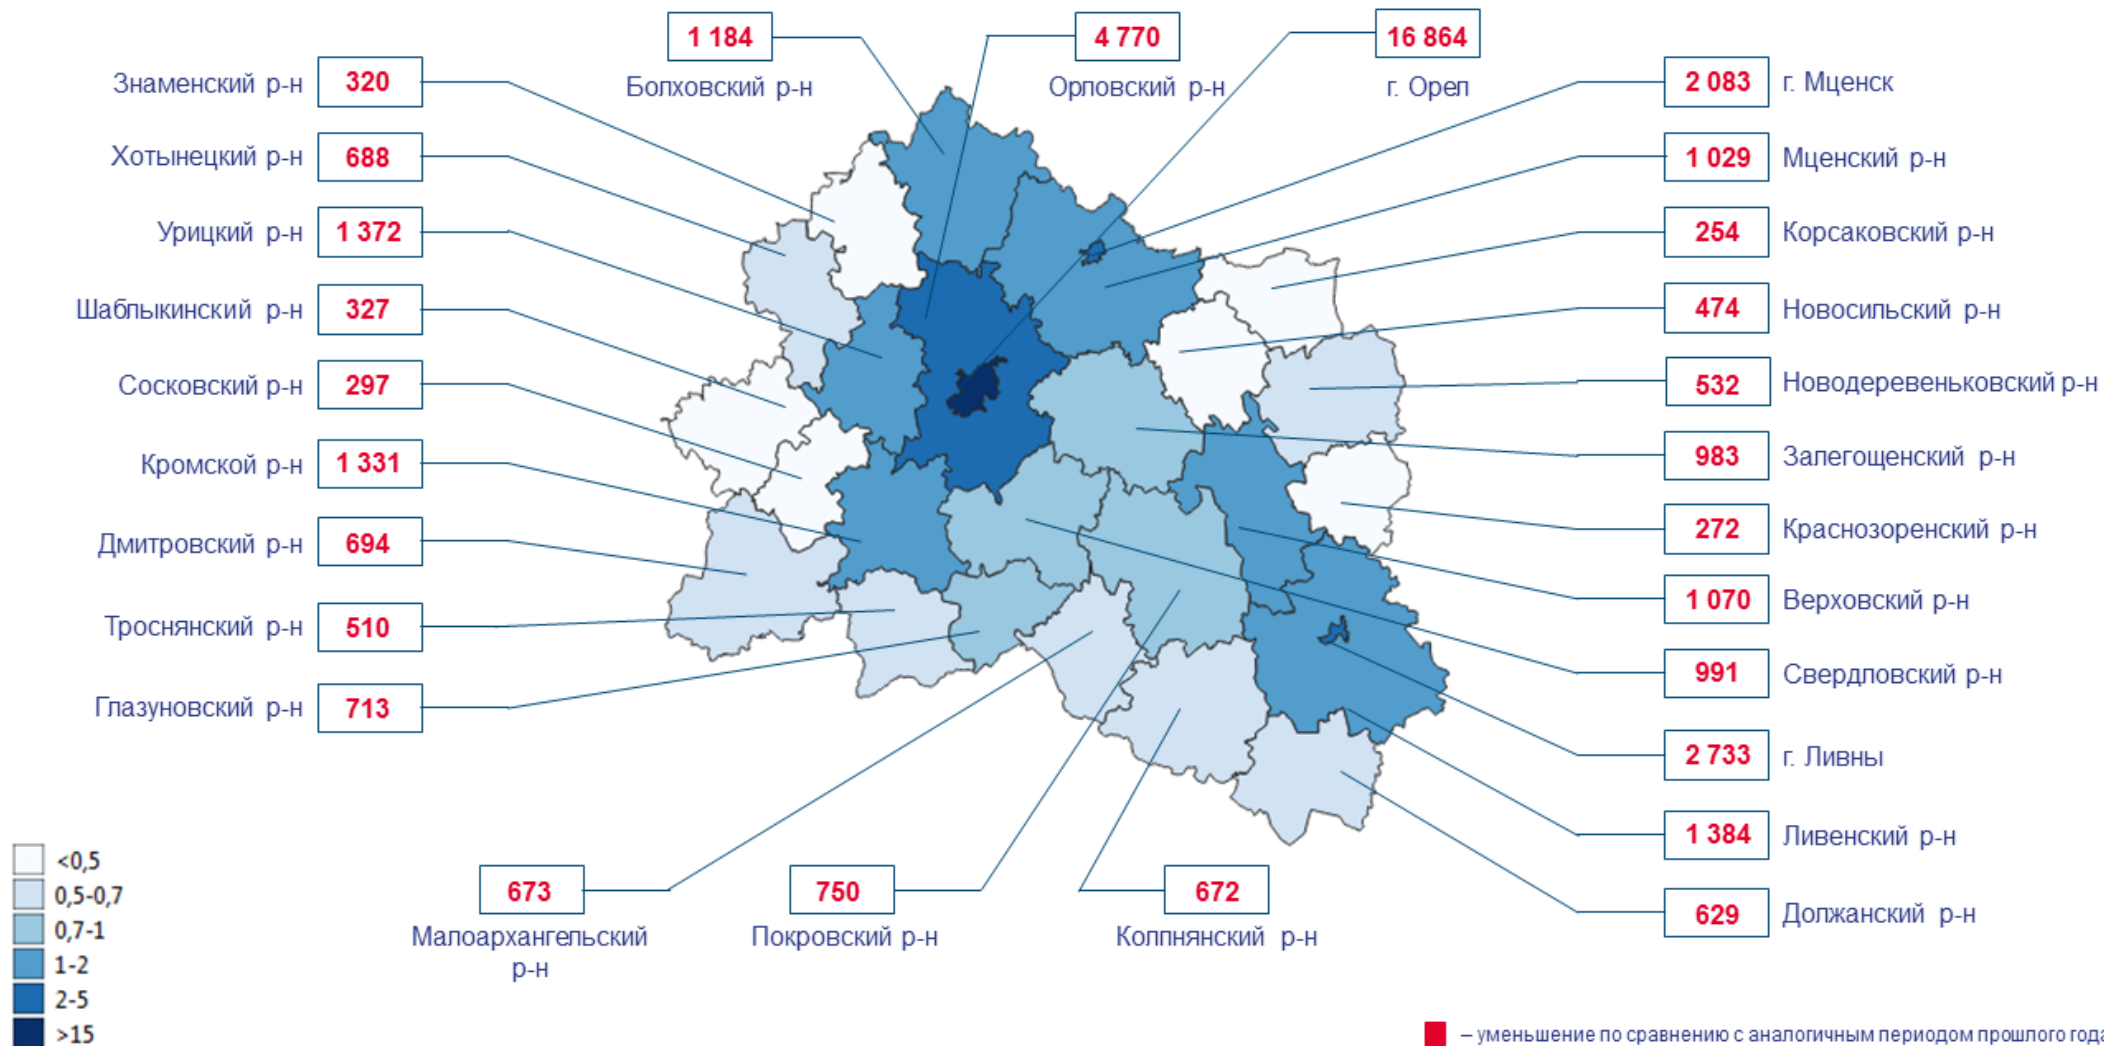 1 184
Болховский р-н
4 770
Орловский р-н
16 864
г. Орел
Знаменский р-н 320
Хотынецкий р-н 688
Урицкий р-н 1 372
Шаблыкинский р-н 327
Сосковский р-н 297
Кромской р-н 1 331
Дмитровский р-н 694
Троснянский р-н 510
Глазуновский р-н 713
2 083 г. Мценск
1 029 Мценский р-н
254 Корсаковский р-н
474 Новосильский р-н
532 Новодеревеньковский р-н
983 Залегощенский р-н
272 Краснозоренский р-н
1 070 Верховский р-н
991 Свердловский р-н
2 733 г. Ливны
1 384 Ливенский р-н
629 Должанский р-н
673
Малоархангельский
р-н
750
Покровский р-н
672
Колпнянский р-н
<0,5
0,5-0,7
0,7-1
1-2
2-5
>15
– уменьшение по сравнению с аналогичным периодом прошлого года